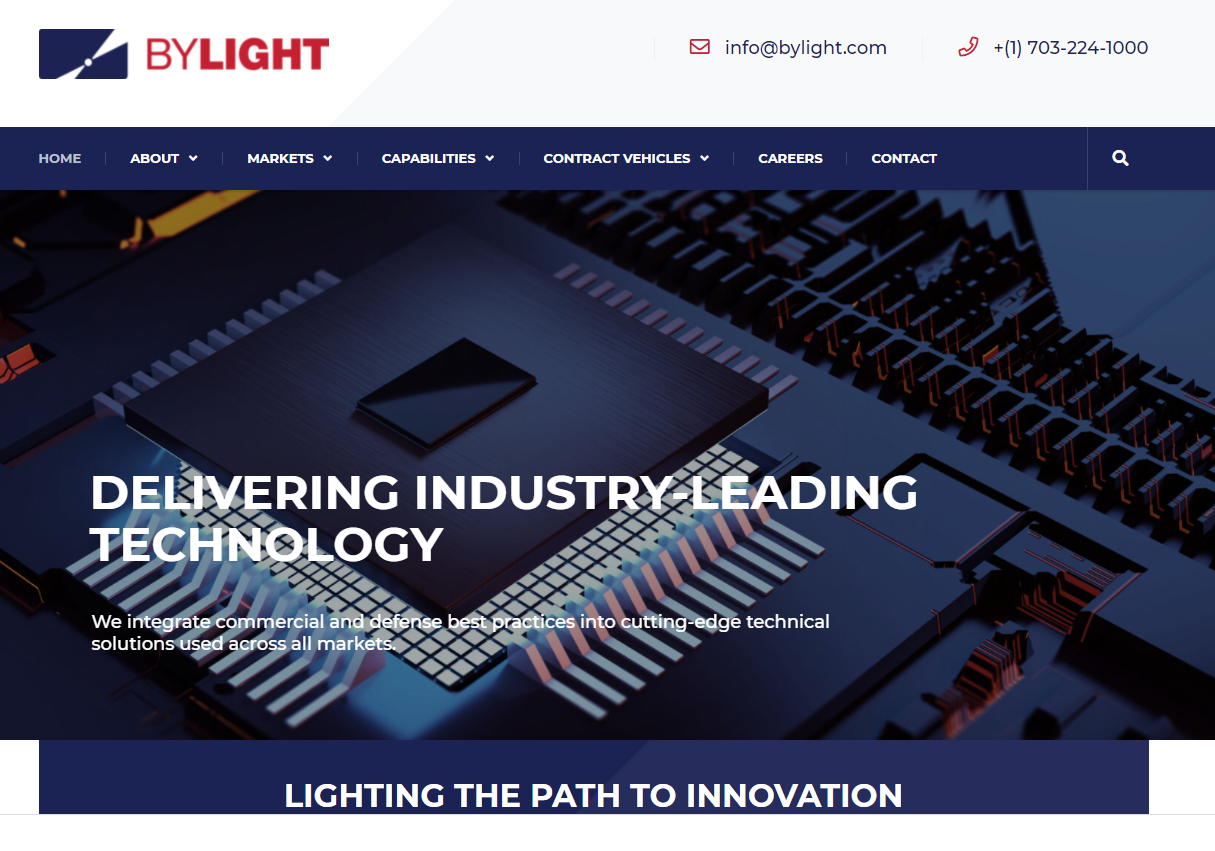 BYLIGHT
info@bylight.com
+(1) 703-224-1000
HOME
ABOUT
MARKETS
CAPABILITIES
CONTRACT VEHICLES
CAREERS
CONTACT
DELIVERING INDUSTRY-LEADING
TECHNOLOGY
We integrate commercial and defense best practices into cutting-edge technical
solutions used across all markets.
LIGHTING THE PATH TO INNOVATION